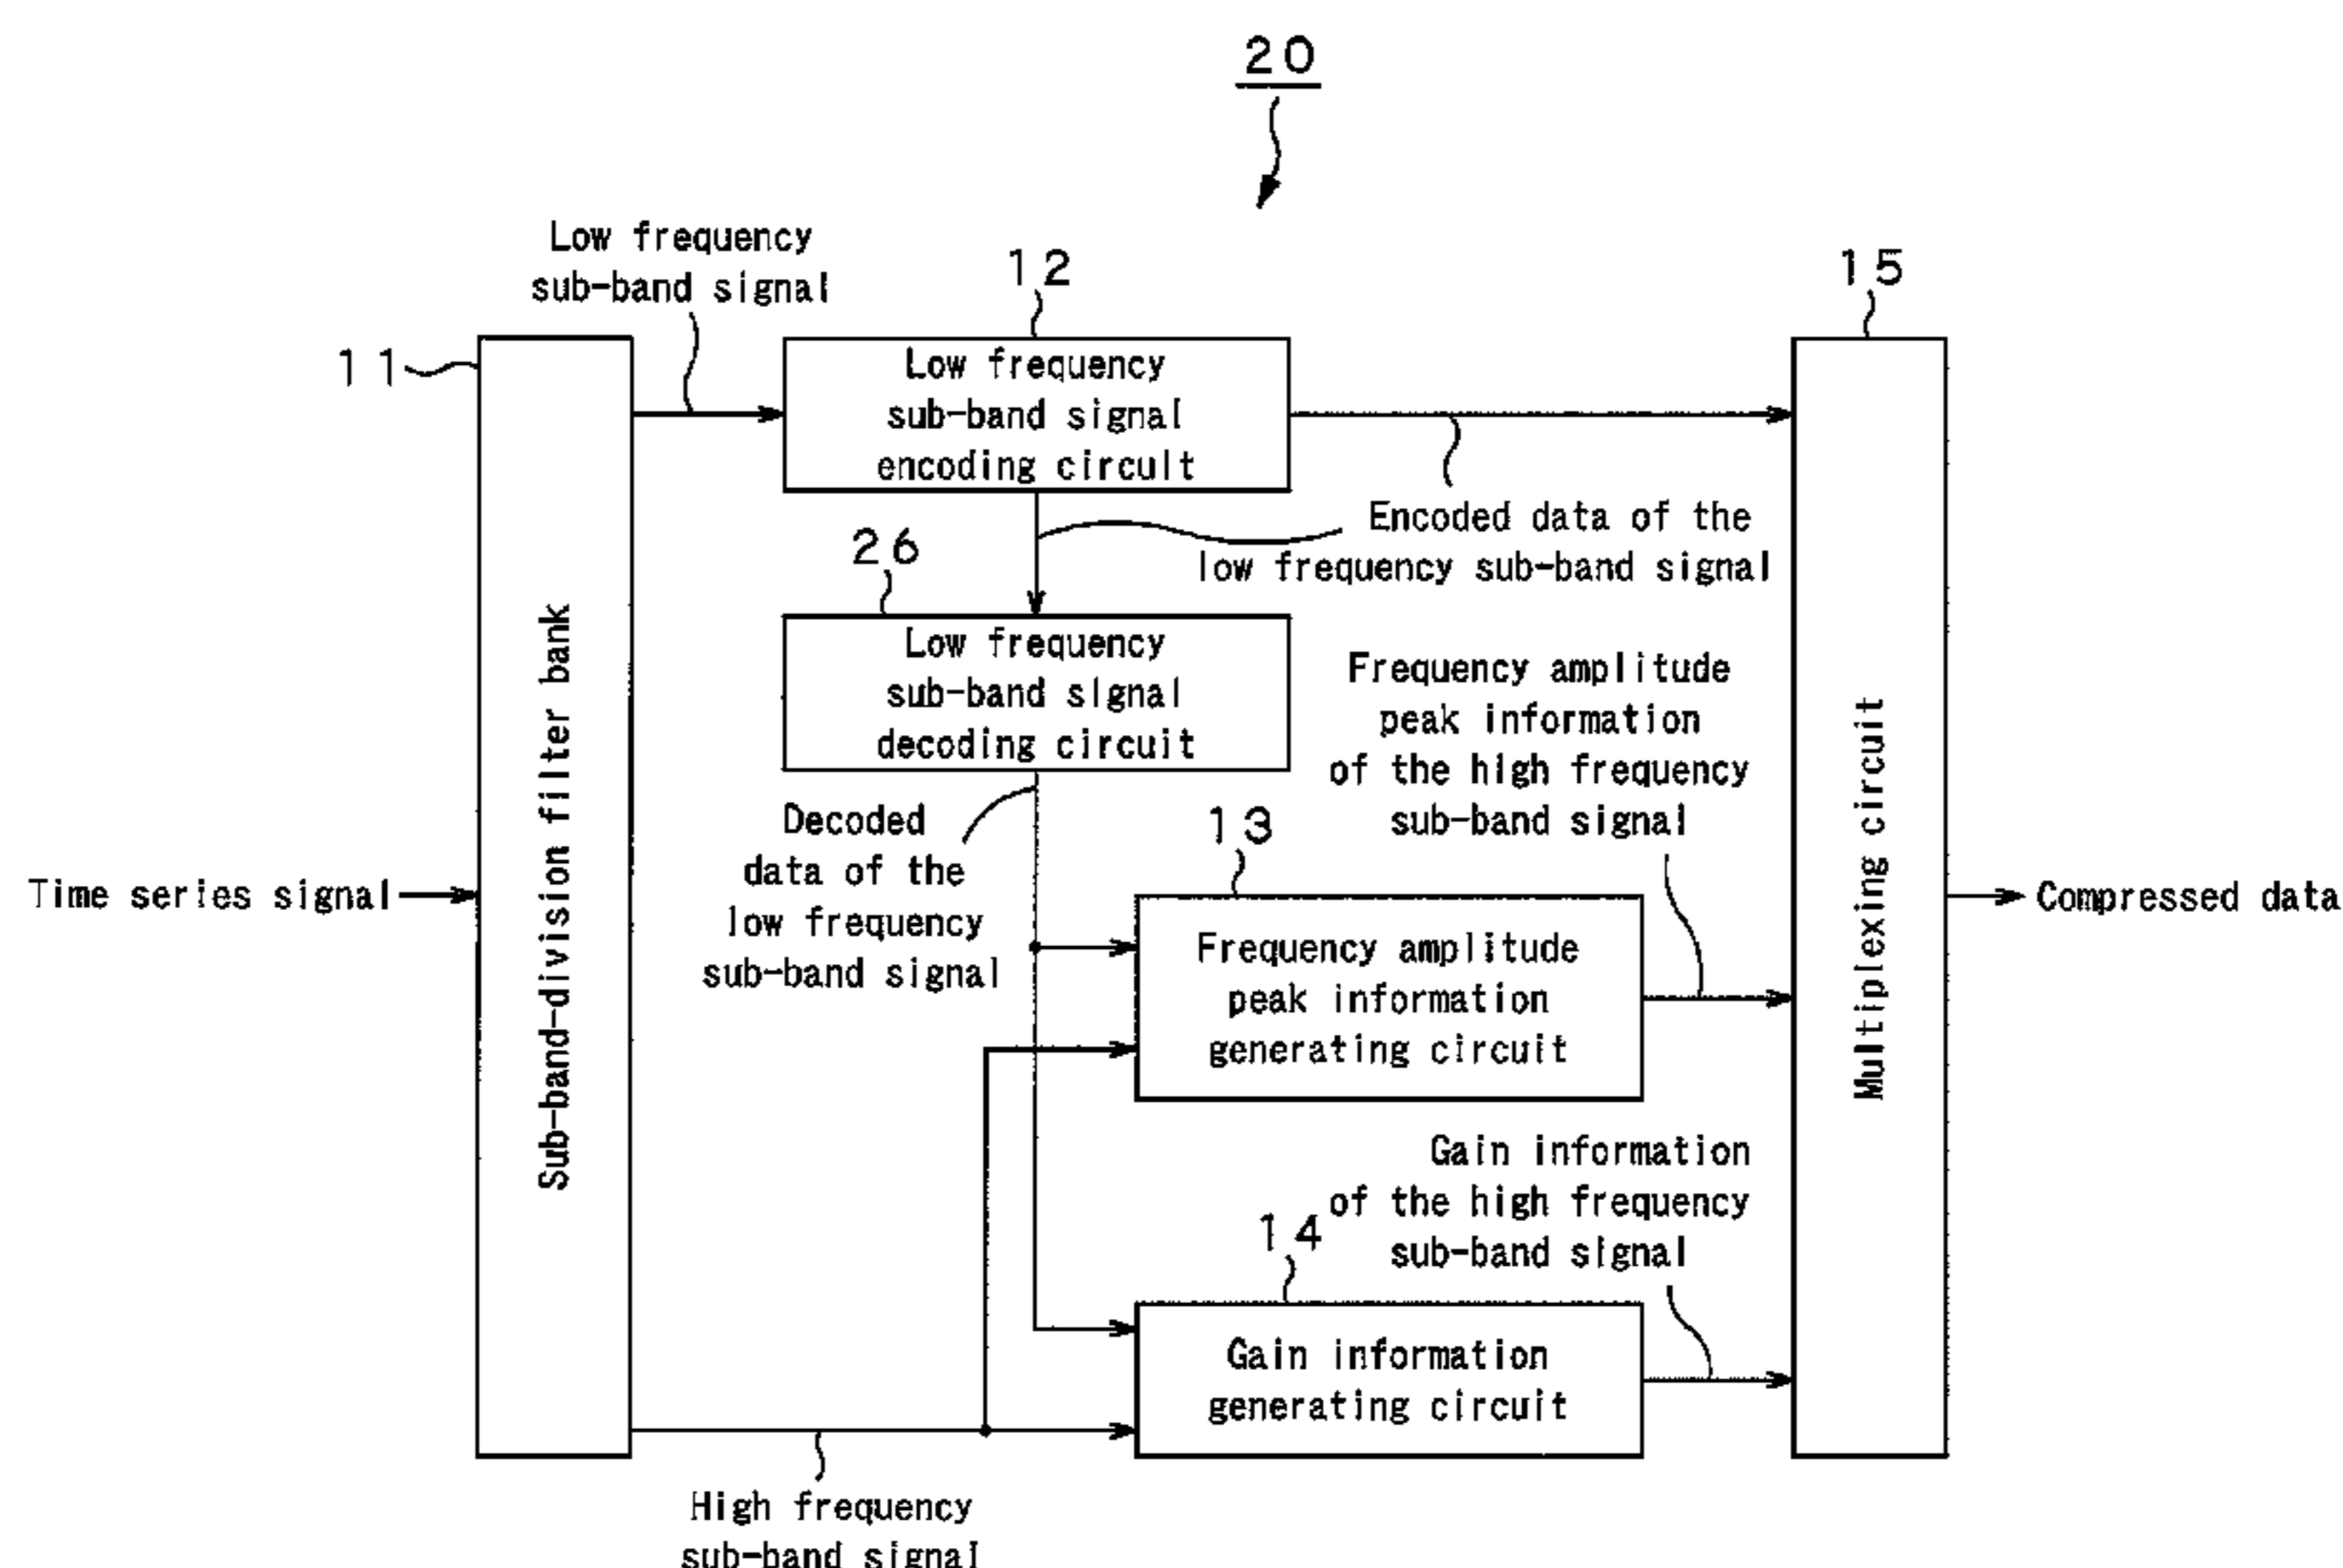 20
Low frequency
sub-band signal
12
15
11
Low frequency
sub-band signal
encoding circuit
Encoded data of the
low frequency sub-band signal
26
Low frequency
sub-band signal
decoding circuit
Frequency amplitude
peak information
of the high frequency
sub-band signal
Decoded
data of the
low frequency
sub-band signal
13
Sub-band-division filter bank
Multiplexing circuit
Time series signal
Compressed data
Frequency amplitude
peak information
generating circuit
Gain information
of the high frequency
sub-band signal
14
Gain information
generating circuit
High frequency
sub-band signal